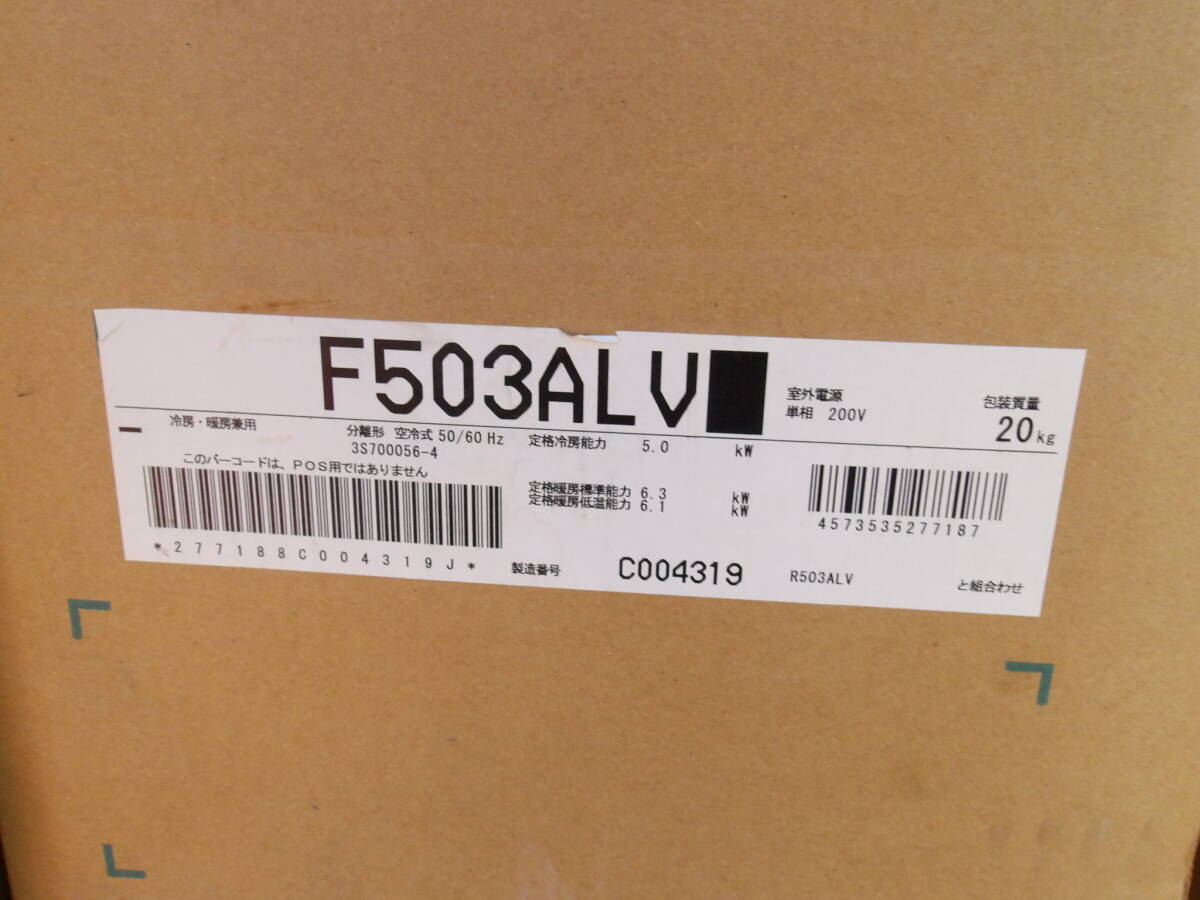 F503ALV
室外電源
単相 200V
包装質量
20kg
冷房・暖房兼用
分離形 空冷式 50/60 Hz
3S700056-4
定格冷房能力 5.0 kW
このバーコードは、POS用ではありません
定格暖房標準能力 6.3 kW
定格暖房低温能力 6.1 kW
4573535277187
*277188C004319J*
製造番号 C004319
R503ALV と組合わせ